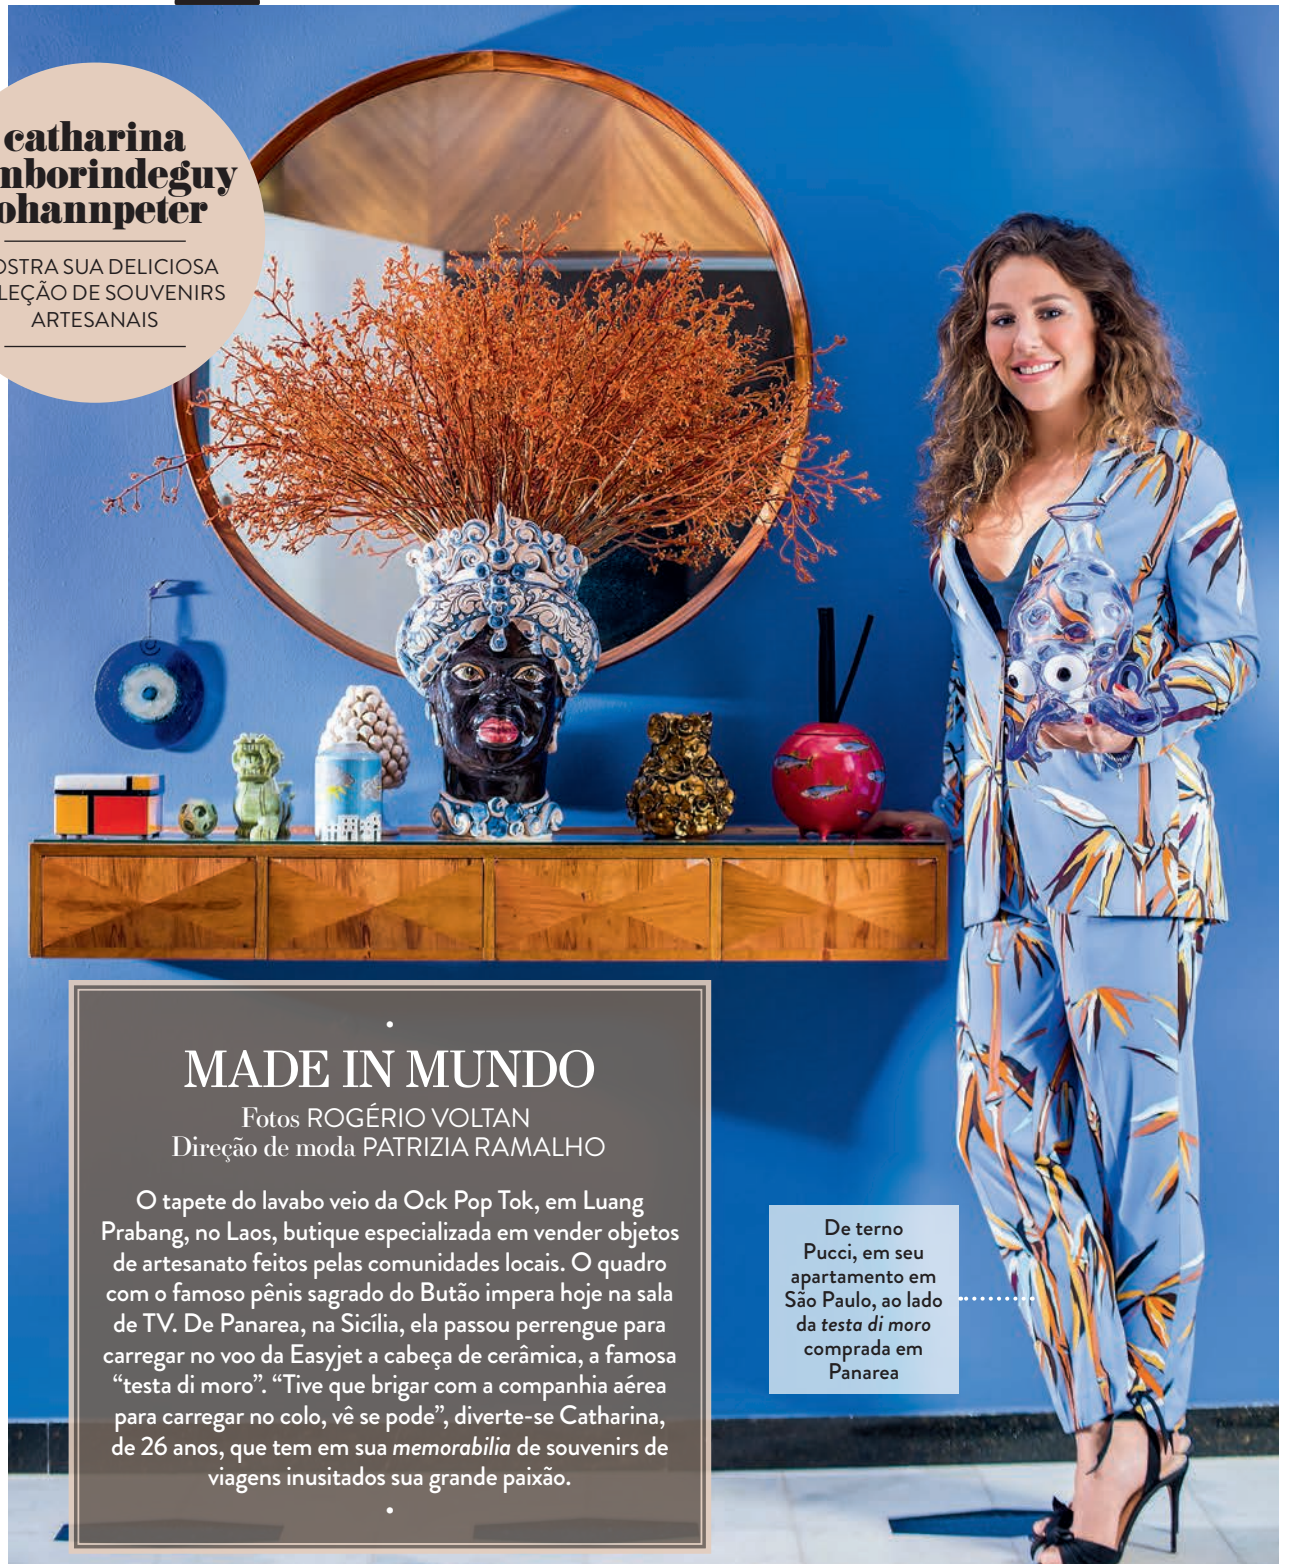 catharina
mborindeguy
ohannpeter
OSTRA SUA DELICIOSA
LEÇÃO DE SOUVENIRS
ARTESANAIS
MADE IN MUNDO
Fotos ROGÉRIO VOLTAN
Direção de moda PATRIZIA RAMALHO
O tapete do lavabo veio da Ock Pop Tok, em Luang
Prabang, no Laos, butique especializada em vender objetos
de artesanato feitos pelas comunidades locais. O quadro
com o famoso pênis sagrado do Butão impera hoje na sala
de TV. De Panarea, na Sicília, ela passou perrengue para
carregar no voo da Easyjet a cabeça de cerâmica, a famosa
“testa di moro”. “Tive que brigar com a companhia aérea
para carregar no colo, vê se pode”, diverte-se Catharina,
de 26 anos, que tem em sua memorabilia de souvenirs de
viagens inusitados sua grande paixão.
De terno
Pucci, em seu
apartamento em
São Paulo, ao lado
da testa di moro
comprada em
Panarea